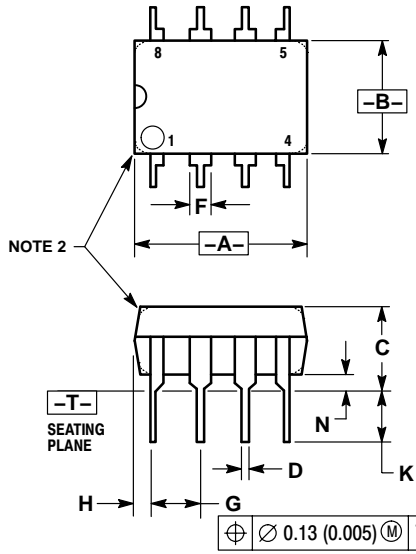 8 5
–B–
1 4
F
NOTE 2
–A–
C
–T–
N
SEATING
PLANE
D
K
H
G
⌖ ∅ 0.13 (0.005) Ⓜ